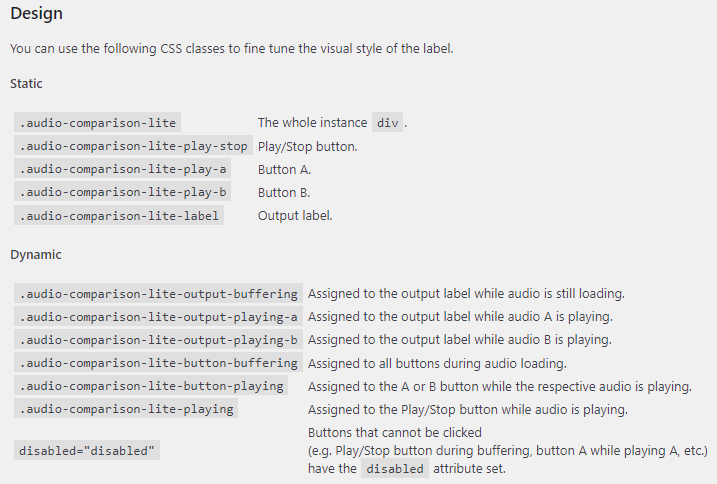 Design
You can use the following CSS classes to fine tune the visual style of the label.
Static
.audio-comparison-lite The whole instance div .
.audio-comparison-lite-play-stop Play/Stop button.
.audio-comparison-lite-play-a Button A.
.audio-comparison-lite-play-b Button B.
.audio-comparison-lite-label Output label.
Dynamic
.audio-comparison-lite-output-buffering Assigned to the output label while audio is still loading.
.audio-comparison-lite-output-playing-a Assigned to the output label while audio A is playing.
.audio-comparison-lite-output-playing-b Assigned to the output label while audio B is playing.
.audio-comparison-lite-button-buffering Assigned to all buttons during audio loading.
.audio-comparison-lite-button-playing Assigned to the A or B button while the respective audio is playing.
.audio-comparison-lite-playing Assigned to the Play/Stop button while audio is playing.
Buttons that cannot be clicked
disabled="disabled" (e.g. Play/Stop button during buffering, button A while playing A, etc.)
have the disabled attribute set.